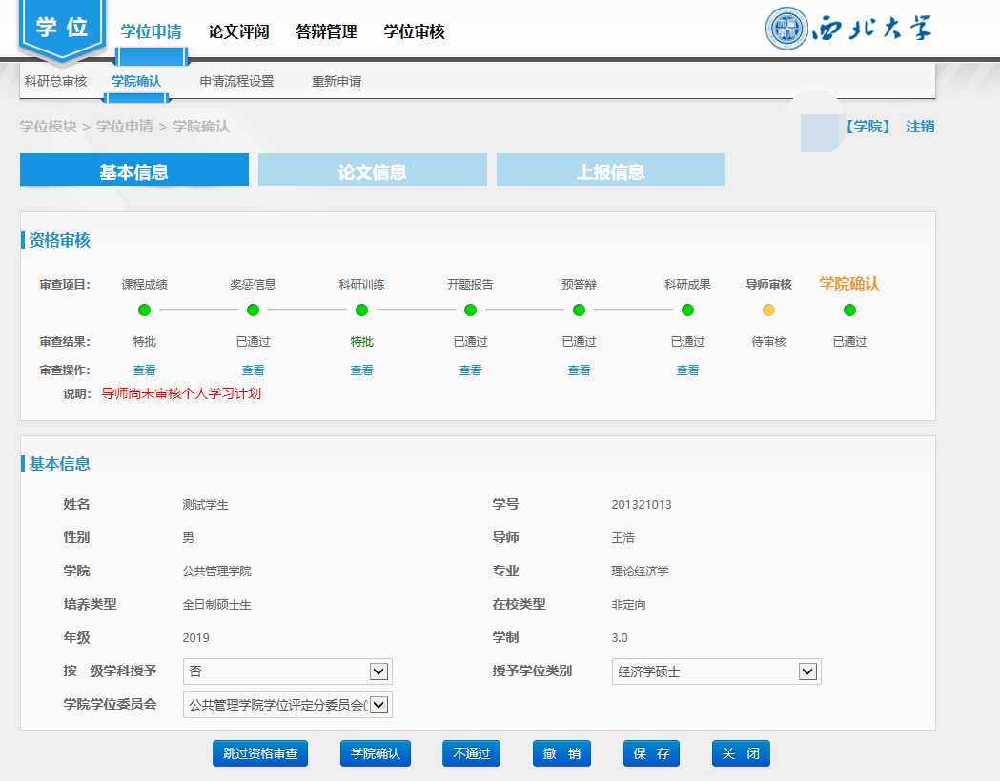 学 位
学位申请 论文评阅 答辩管理 学位审核
西北大学
科研总审核 学院确认 申请流程设置 重新申请
学位模块 > 学位申请 > 学院确认
【学院】 注销
基本信息 论文信息 上报信息
资格审核
审查项目: 课程成绩 奖惩信息 科研训练 开题报告 预答辩 科研成果 导师审核 学院确认
审查结果: 特批 已通过 特批 已通过 已通过 已通过 待审核 已通过
审查操作: 查看 查看 查看 查看 查看 查看
说明: 导师尚未审核个人学习计划
基本信息
姓名 测试学生 学号 201321013
性别 男 导师 王浩
学院 公共管理学院 专业 理论经济学
培养类型 全日制硕士生 在校类型 非定向
年级 2019 学制 3.0
按一级学科授予 否 授予学位类别 经济学硕士
学院学位委员会 公共管理学院学位评定分委员会(
跳过资格审查 学院确认 不通过 撤 销 保 存 关 闭